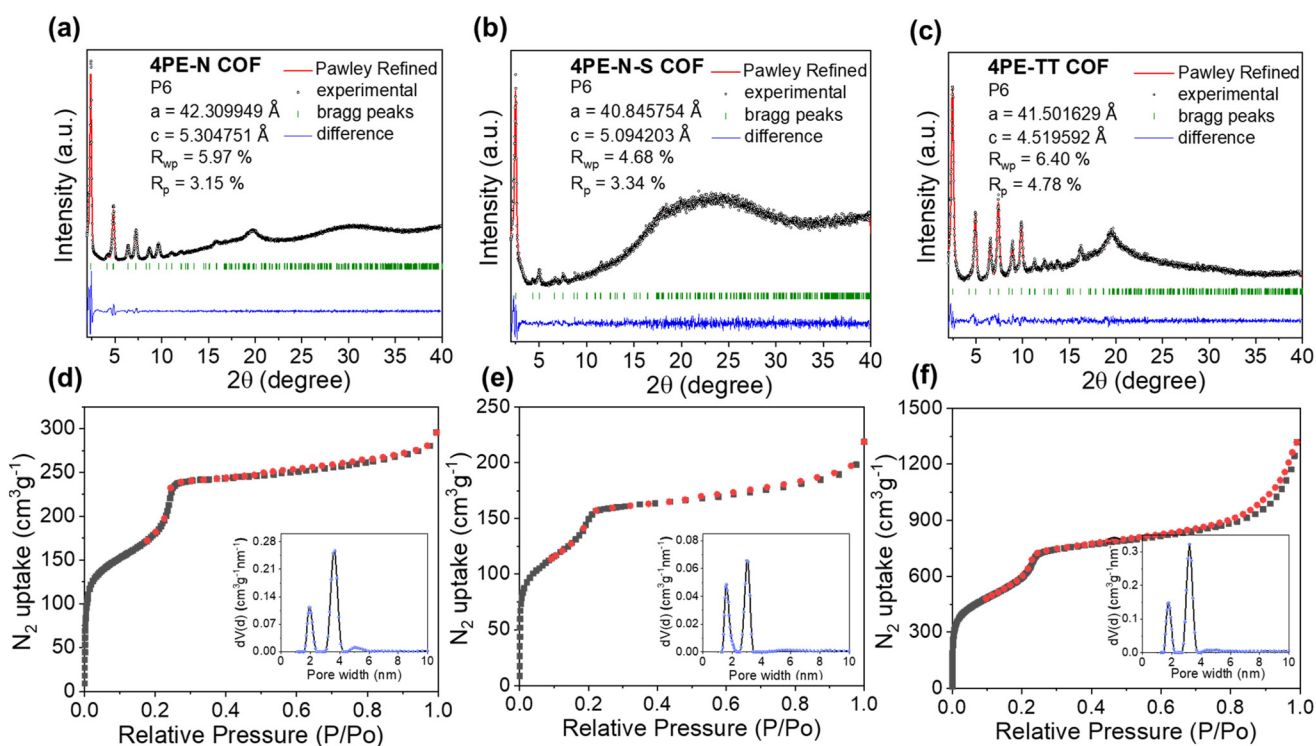 (a)
4PE-N COF
P6
a = 42.309949 Å
c = 5.304751 Å
Rwp = 5.97 %
Rp = 3.15 %
Pawley Refined
experimental
bragg peaks
difference
Intensity (a.u.)
5 10 15 20 25 30 35 40
2θ (degree)
(b)
4PE-N-S COF
P6
a = 40.845754 Å
c = 5.094203 Å
Rwp = 4.68 %
Rp = 3.34 %
Pawley Refined
experimental
bragg peaks
difference
Intensity (a.u.)
5 10 15 20 25 30 35 40
2θ (degree)
(c)
4PE-TT COF
P6
a = 41.501629 Å
c = 4.519592 Å
Rwp = 6.40 %
Rp = 4.78 %
Pawley Refined
experimental
bragg peaks
difference
Intensity (a.u.)
5 10 15 20 25 30 35 40
2θ (degree)
(d)
N2 uptake (cm3g-1)
300
250
200
150
100
50
0
0.0 0.2 0.4 0.6 0.8 1.0
Relative Pressure (P/Po)
dV(d) (cm3g-1nm-1)
0.28
0.21
0.14
0.07
0.00
0 2 4 6 8 10
Pore width (nm)
(e)
N2 uptake (cm3g-1)
250
200
150
100
50
0
0.0 0.2 0.4 0.6 0.8 1.0
Relative Pressure (P/Po)
dV(d) (cm3g-1nm-1)
0.08
0.06
0.04
0.02
0.00
0 2 4 6 8 10
Pore width (nm)
(f)
N2 uptake (cm3g-1)
1500
1200
900
600
300
0
0.0 0.2 0.4 0.6 0.8 1.0
Relative Pressure (P/Po)
dV(d) (cm3g-1nm-1)
0.3
0.2
0.1
0.0
0 2 4 6 8 10
Pore width (nm)